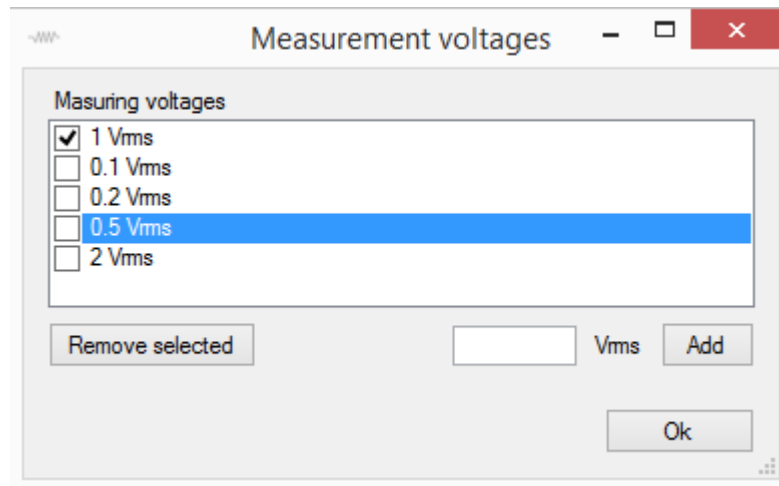 Measurement voltages
Masuring voltages
1 Vrms
0.1 Vrms
0.2 Vrms
0.5 Vrms
2 Vrms
Remove selected Vrms Add
Ok